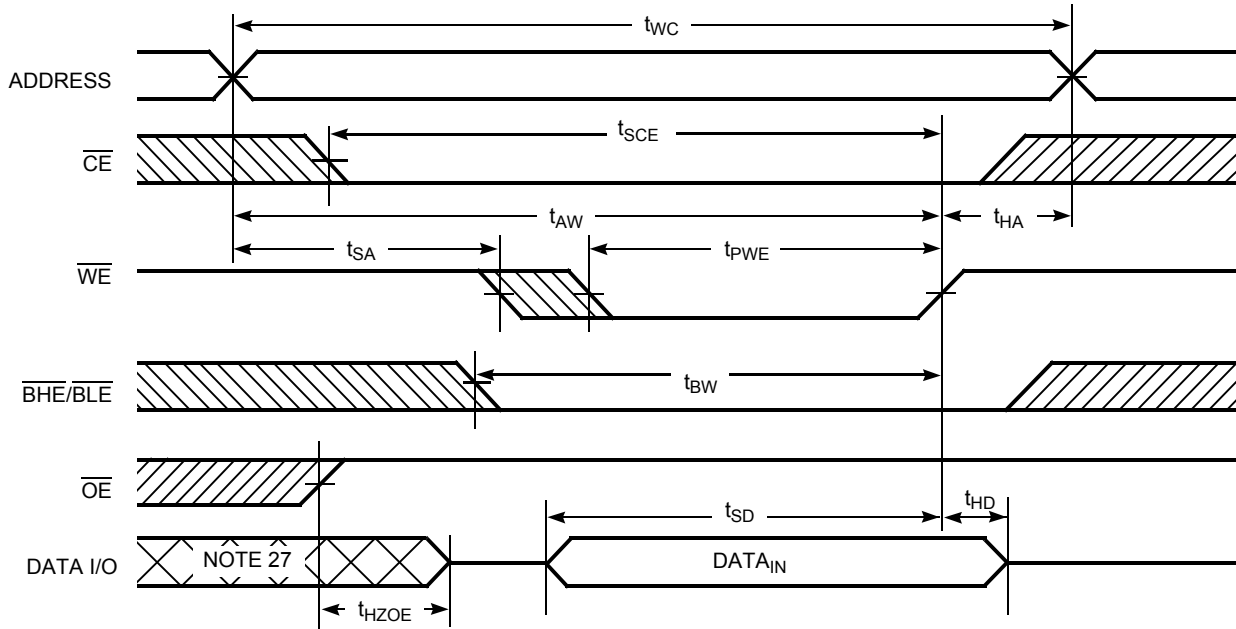 tWC
ADDRESS
tSCE
CE
tAW
tHA
tSA
tPWE
WE
tBW
BHE/BLE
OE
tSD
tHD
DATA I/O
NOTE 27
DATAIN
tHZOE